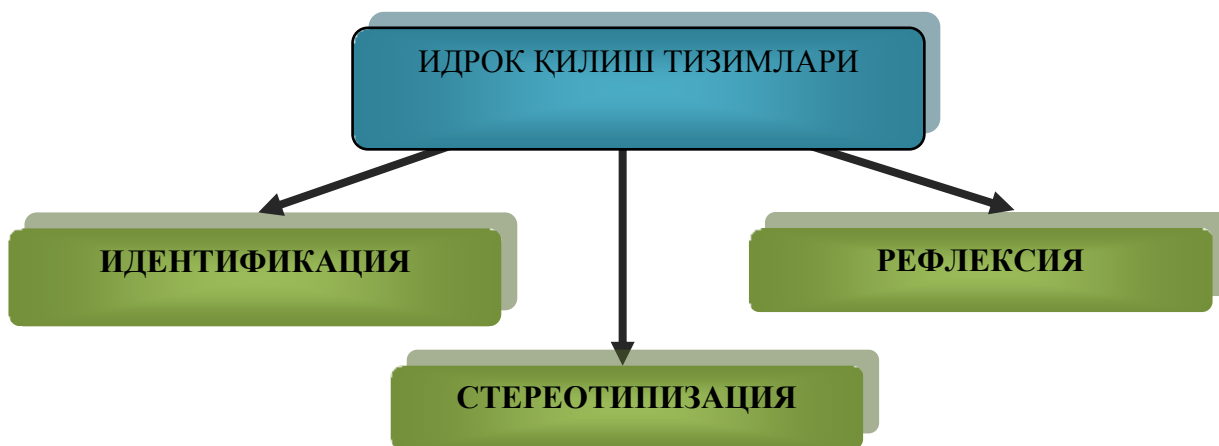 ИДРОК ҚИЛИШ ТИЗИМЛАРИ
ИДЕНТИФИКАЦИЯ
РЕФЛЕКСИЯ
СТЕРЕОТИПИЗАЦИЯ